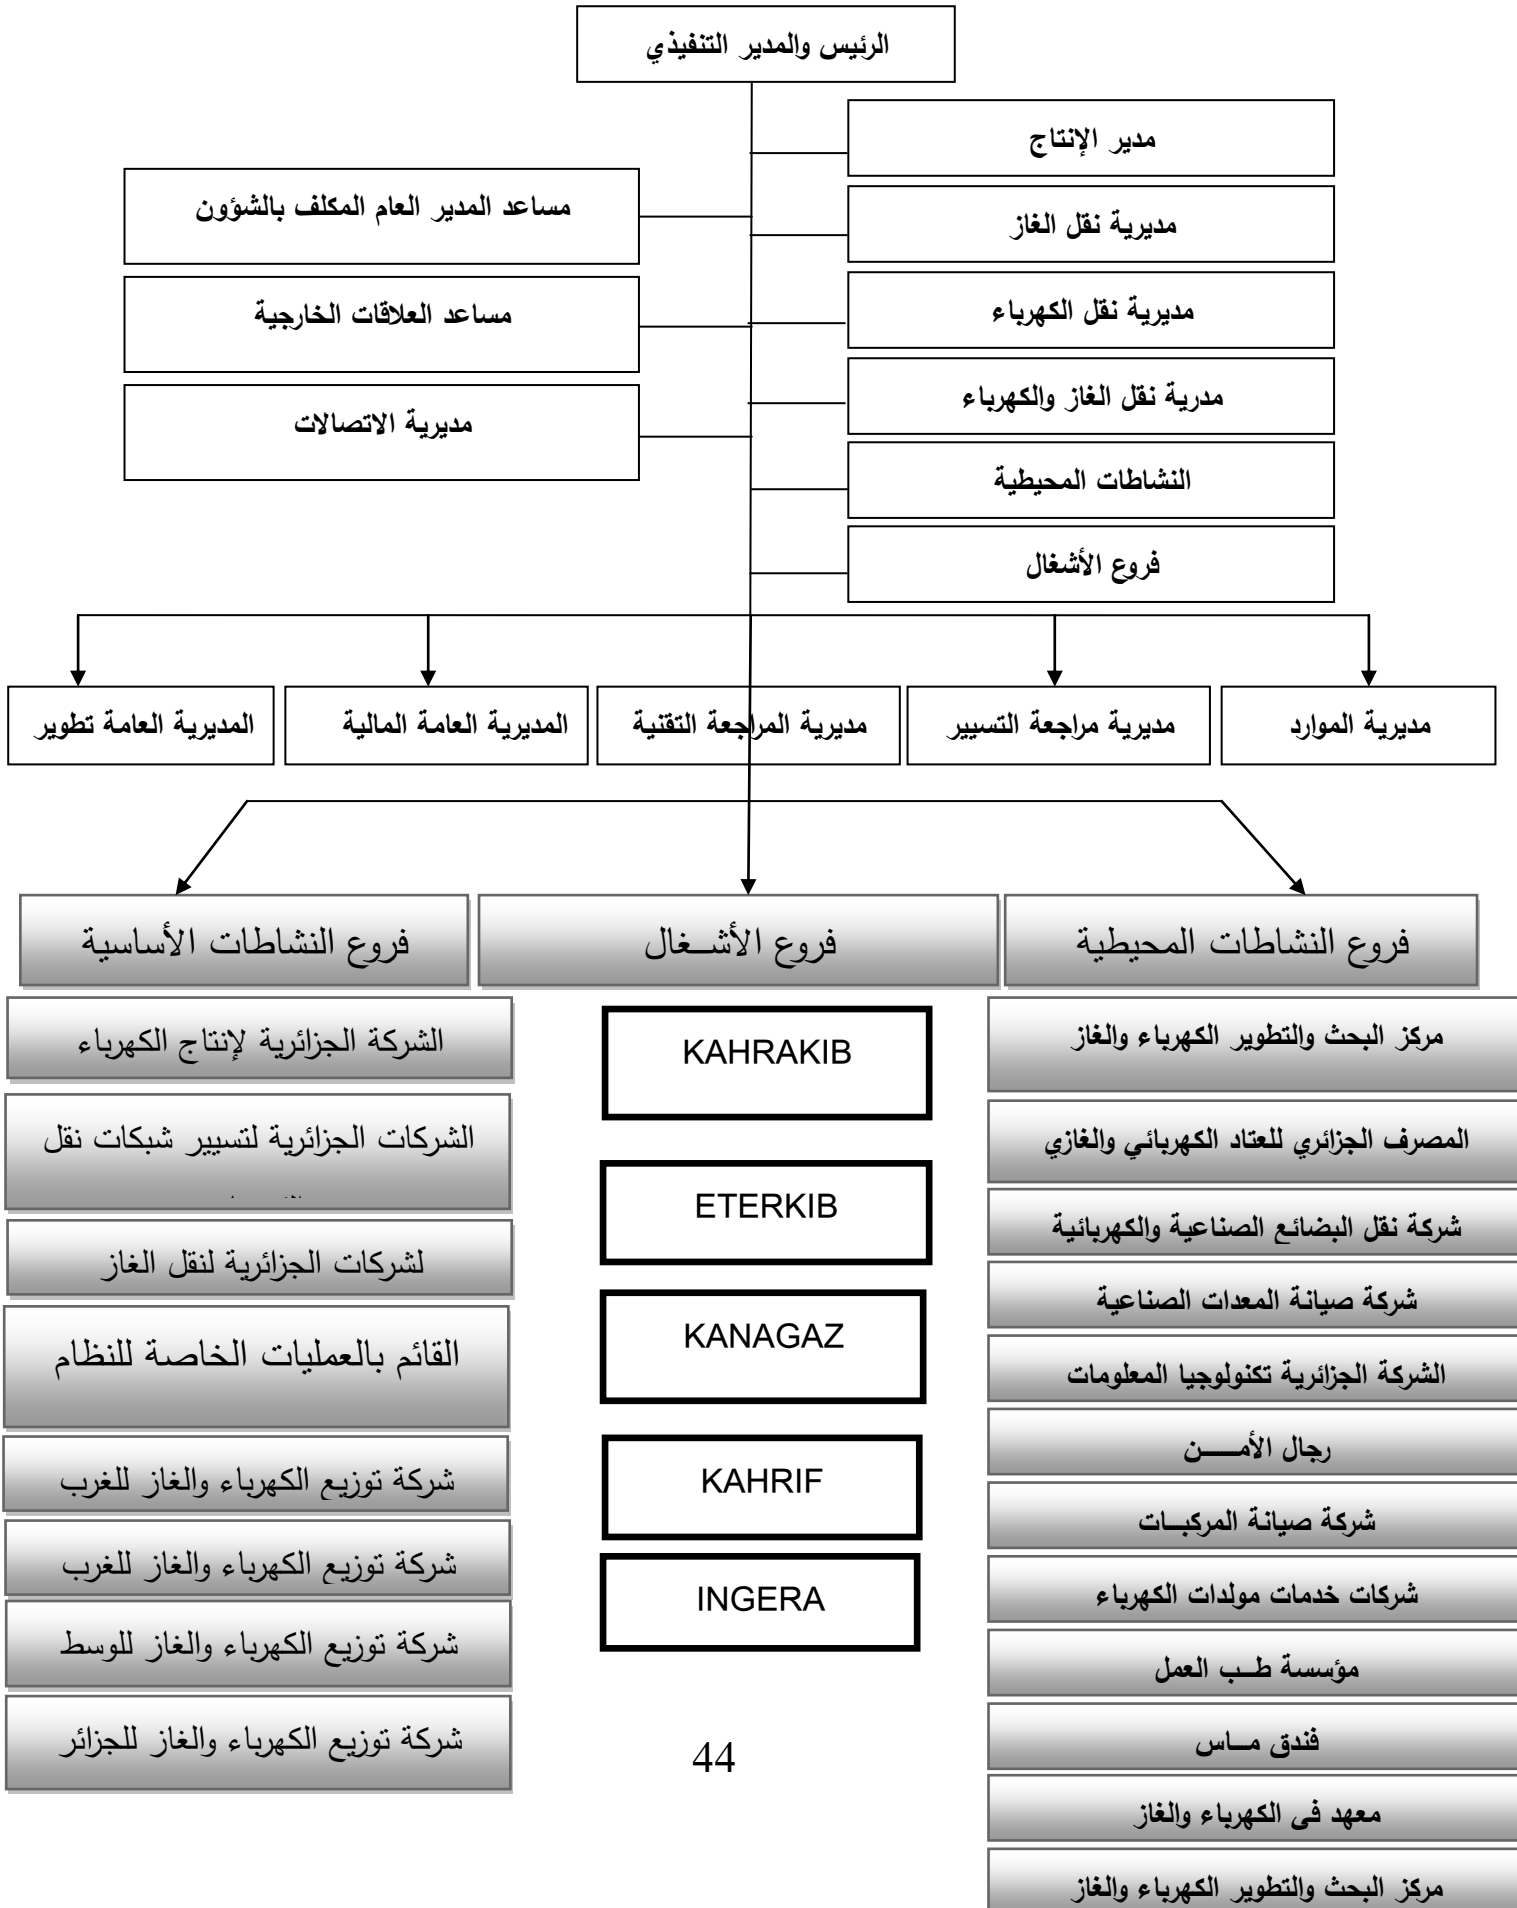 الرئيس والمدير التنفيذي
مدير الإنتاج
مديرية نقل الغاز
مديرية نقل الكهرباء
مدرية نقل الغاز والكهرباء
النشاطات المحيطية
فروع الأشغال
مساعد المدير العام المكلف بالشؤون
مساعد العلاقات الخارجية
مديرية الاتصالات
مديرية الموارد
مديرية مراجعة التسيير
مديرية المراجعة التقنية
المديرية العامة المالية
المديرية العامة تطوير
فروع النشاطات المحيطية
فروع الأشــغال
فروع النشاطات الأساسية
مركز البحث والتطوير الكهرباء والغاز
المصرف الجزائري للعتاد الكهربائي والغازي
شركة نقل البضائع الصناعية والكهربائية
شركة صيانة المعدات الصناعية
الشركة الجزائرية تكنولوجيا المعلومات
رجال الأمـــــن
شركة صيانة المركبــات
شركات خدمات مولدات الكهرباء
مؤسسة طــب العمل
فندق مــاس
معهد في الكهرباء والغاز
مركز البحث والتطوير الكهرباء والغاز
KAHRAKIB
ETERKIB
KANAGAZ
KAHRIF
INGERA
الشركة الجزائرية لإنتاج الكهرباء
الشركات الجزائرية لتسيير شبكات نقل
لشركات الجزائرية لنقل الغاز
القائم بالعمليات الخاصة للنظام
شركة توزيع الكهرباء والغاز للغرب
شركة توزيع الكهرباء والغاز للغرب
شركة توزيع الكهرباء والغاز للوسط
شركة توزيع الكهرباء والغاز للجزائر
44